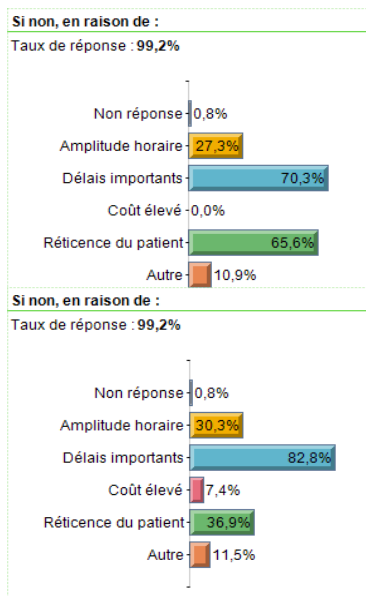 Si non, en raison de :
Taux de réponse : 99,2%
Non réponse 0,8%
Amplitude horaire 27,3%
Délais importants 70,3%
Coût élevé 0,0%
Réticence du patient 65,6%
Autre 10,9%
Si non, en raison de :
Taux de réponse : 99,2%
Non réponse 0,8%
Amplitude horaire 30,3%
Délais importants 82,8%
Coût élevé 7,4%
Réticence du patient 36,9%
Autre 11,5%